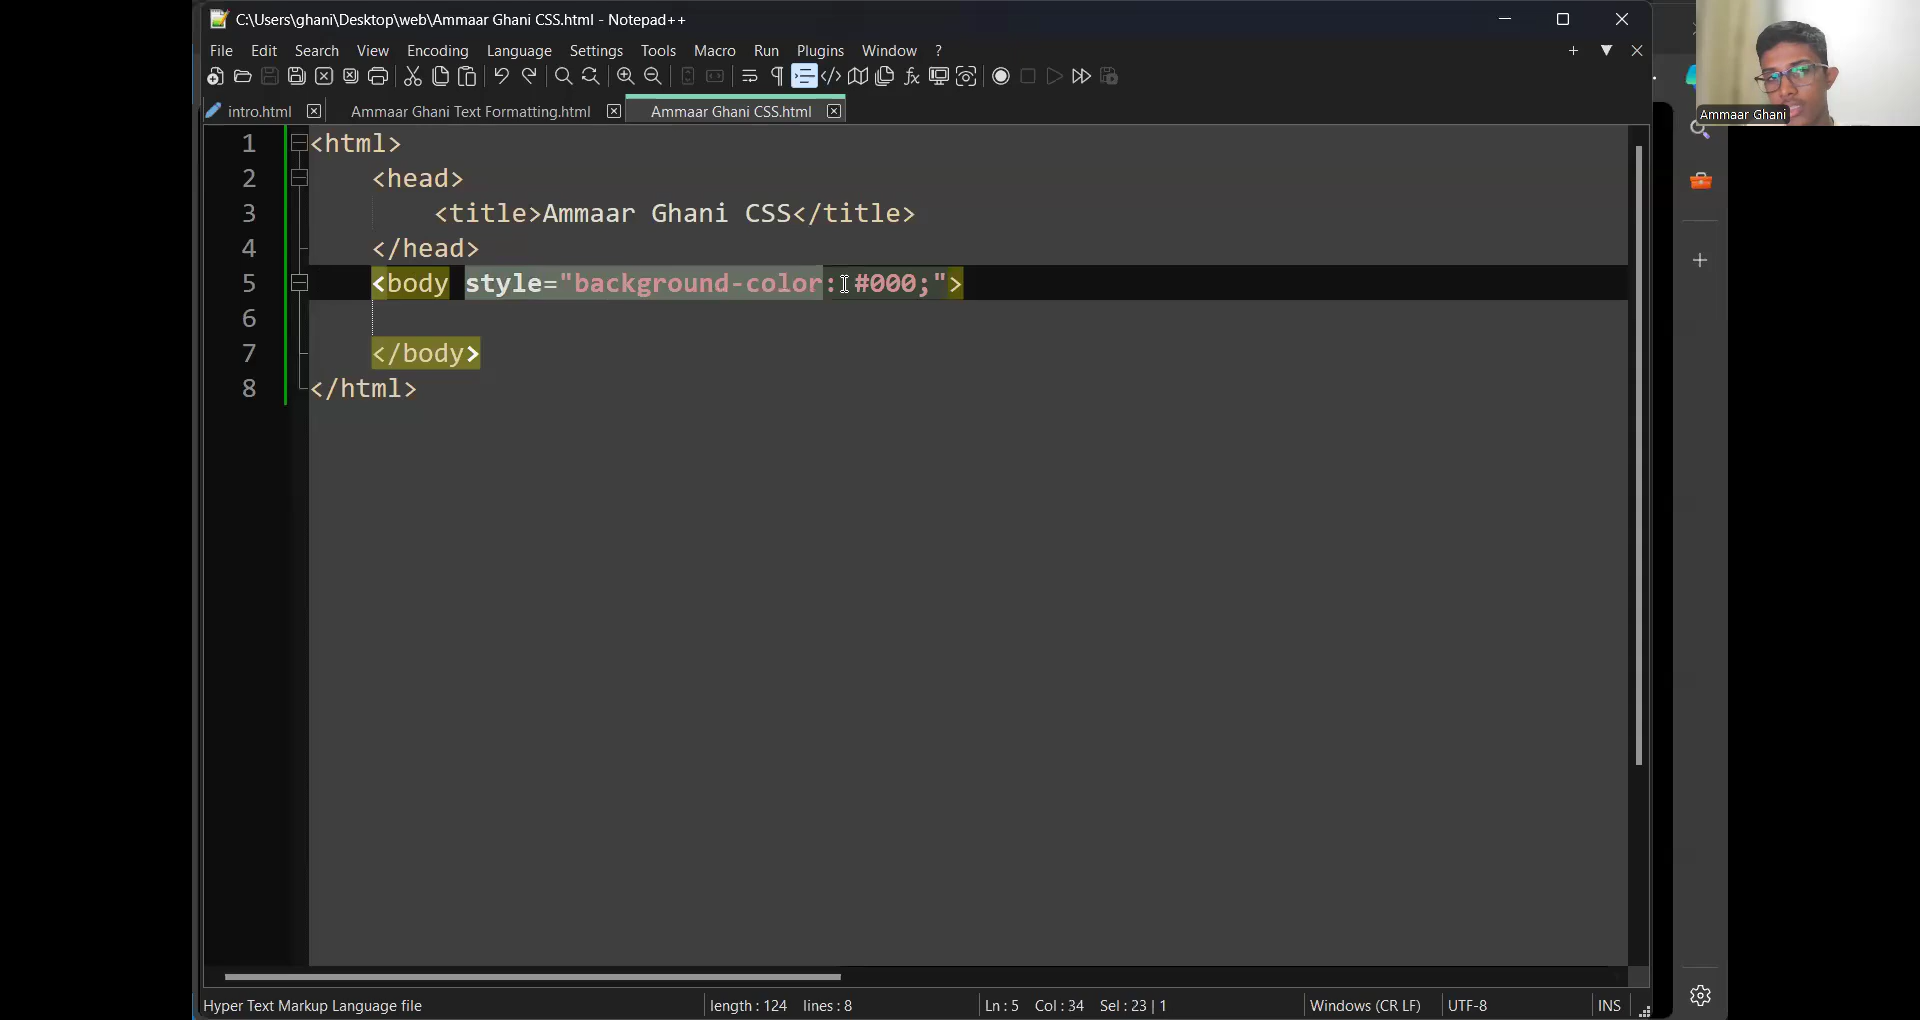 C:\Users\ghani\Desktop\web\Ammaar Ghani CSS.html - Notepad++
File Edit Search View Encoding Language Settings Tools Macro Run Plugins Window ?
intro.html Ammaar Ghani Text Formatting.html Ammaar Ghani CSS.html
Ammaar Ghani
1 <html>
2 <head>
3 <title>Ammaar Ghani CSS</title>
4 </head>
5 <body style="background-color: #000;">
6
7 </body>
8 </html>
Hyper Text Markup Language file length : 124 lines : 8 Ln : 5 Col : 34 Sel : 23 | 1 Windows (CR LF) UTF-8 INS